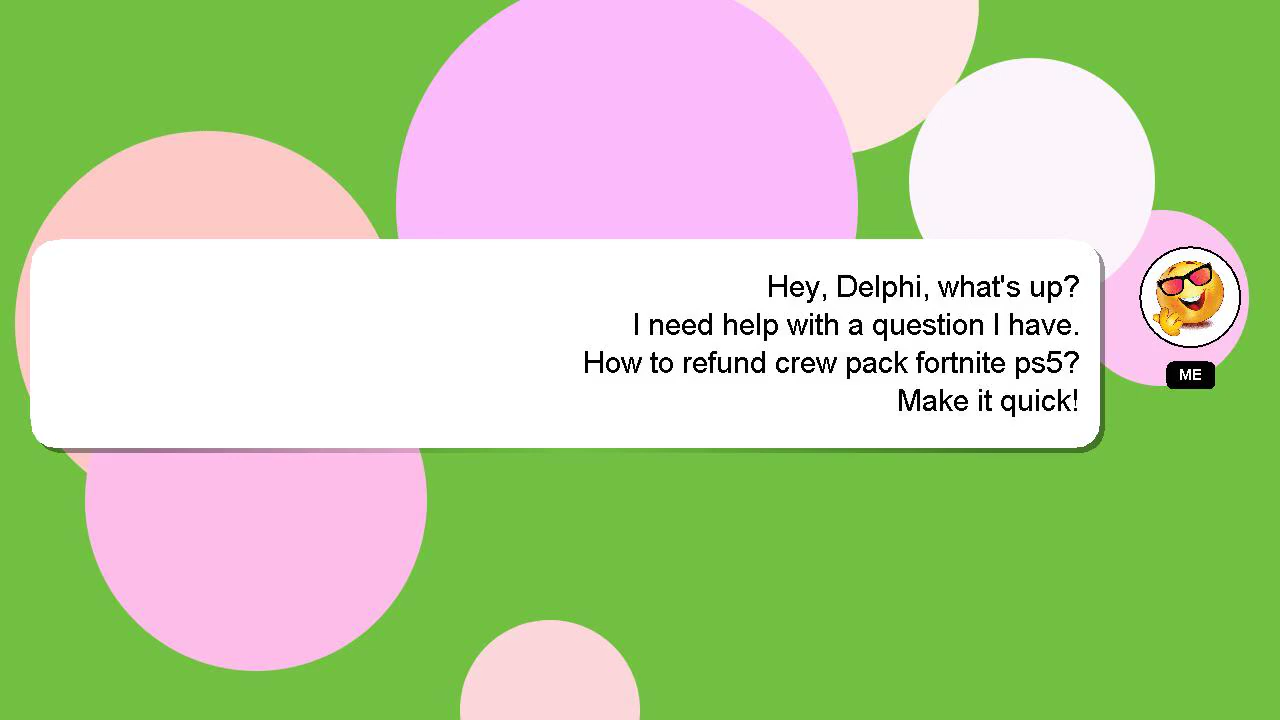 Hey, Delphi, what's up?
I need help with a question I have.
How to refund crew pack fortnite ps5?
Make it quick!
ME